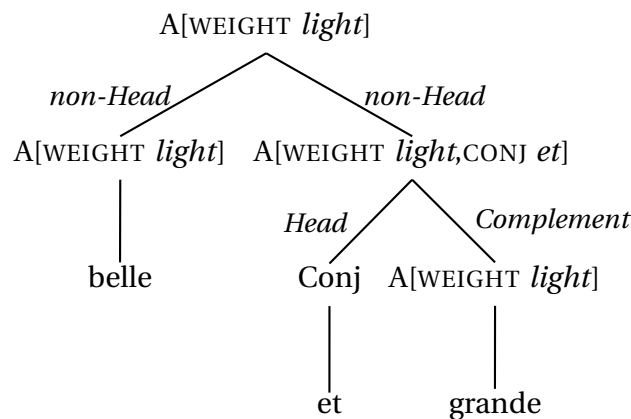 A[WEIGHT light]
non-Head non-Head
A[WEIGHT light] A[WEIGHT light,CONJ et]
Head Complement
belle Conj A[WEIGHT light]
et grande